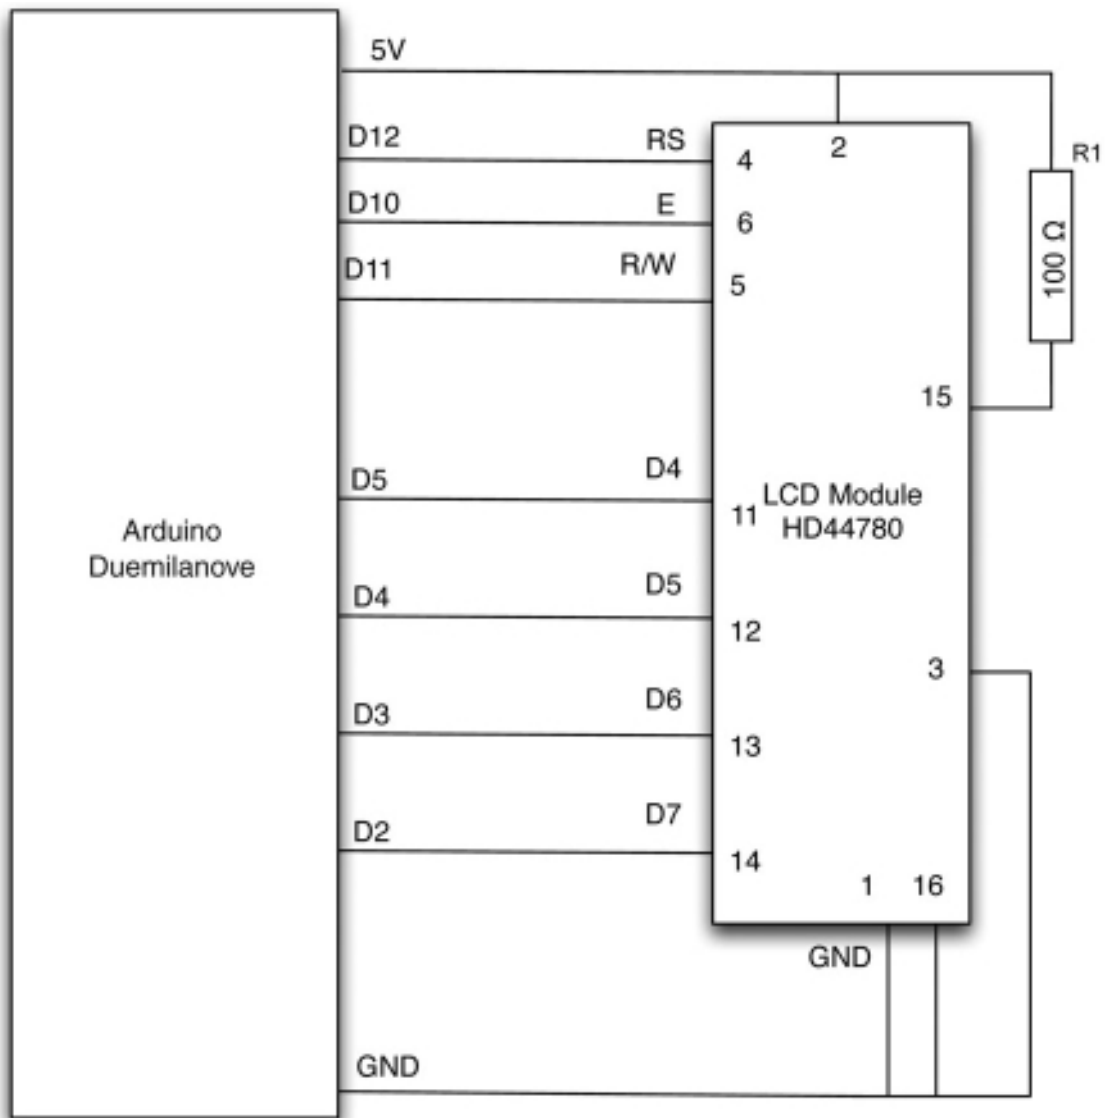 5V
D12
RS
4
2
R1
D10
E
6
D11
R/W
5
100 Ω
15
D5
D4
11
LCD Module
HD44780
Arduino
Duemilanove
D4
D5
12
3
D3
D6
13
D2
D7
14
1
16
GND
GND